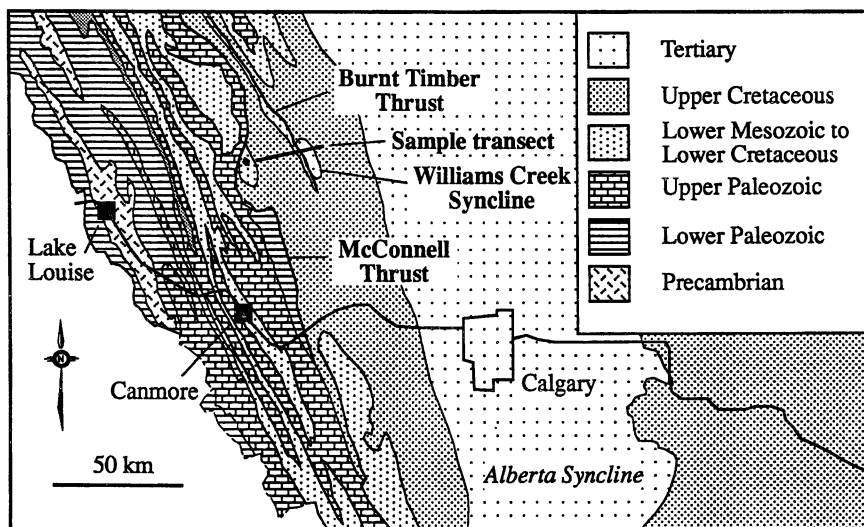 Burnt Timber
Thrust
Sample transect
Williams Creek
Syncline
McConnell
Thrust
Lake
Louise
Canmore
Calgary
Alberta Syncline
N
50 km
Tertiary
Upper Cretaceous
Lower Mesozoic to
Lower Cretaceous
Upper Paleozoic
Lower Paleozoic
Precambrian